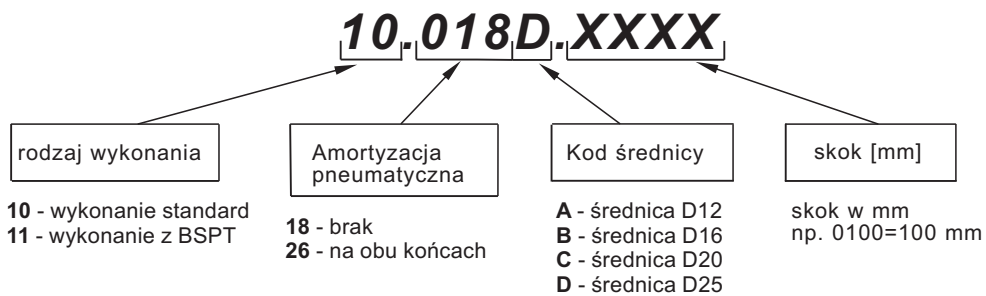 10.018D.XXXX
rodzaj wykonania
10 - wykonanie standard
11 - wykonanie z BSPT
Amortyzacja
pneumatyczna
18 - brak
26 - na obu końcach
Kod średnicy
A - średnica D12
B - średnica D16
C - średnica D20
D - średnica D25
skok [mm]
skok w mm
np. 0100=100 mm